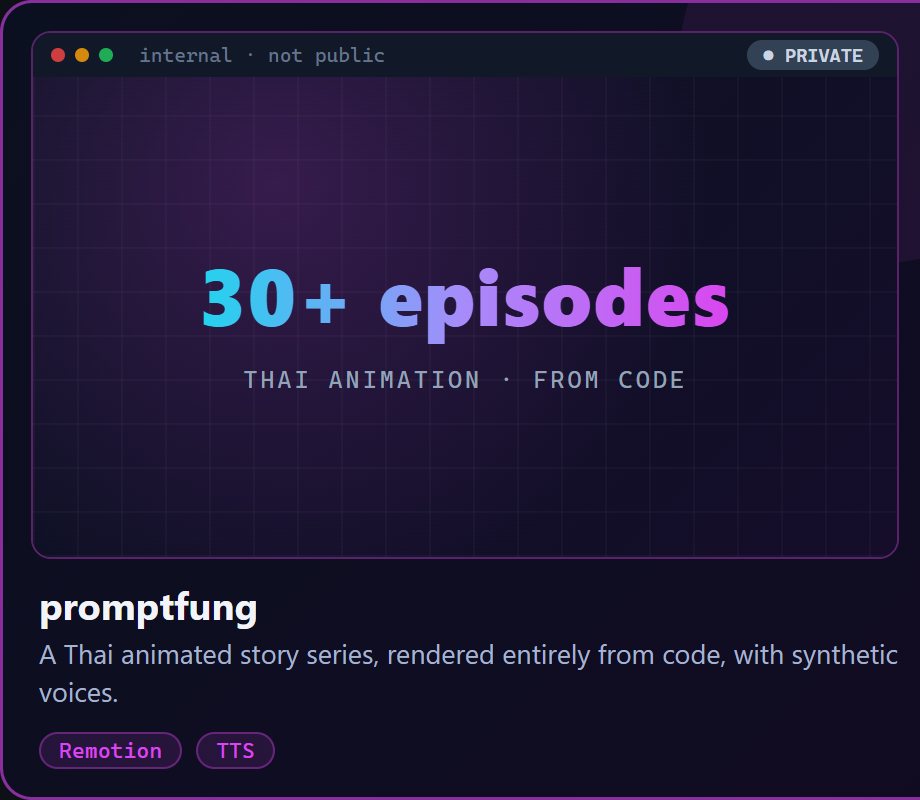 internal · not public
PRIVATE
30+ episodes
THAI ANIMATION · FROM CODE
promptfung
A Thai animated story series, rendered entirely from code, with synthetic
voices.
Remotion
TTS